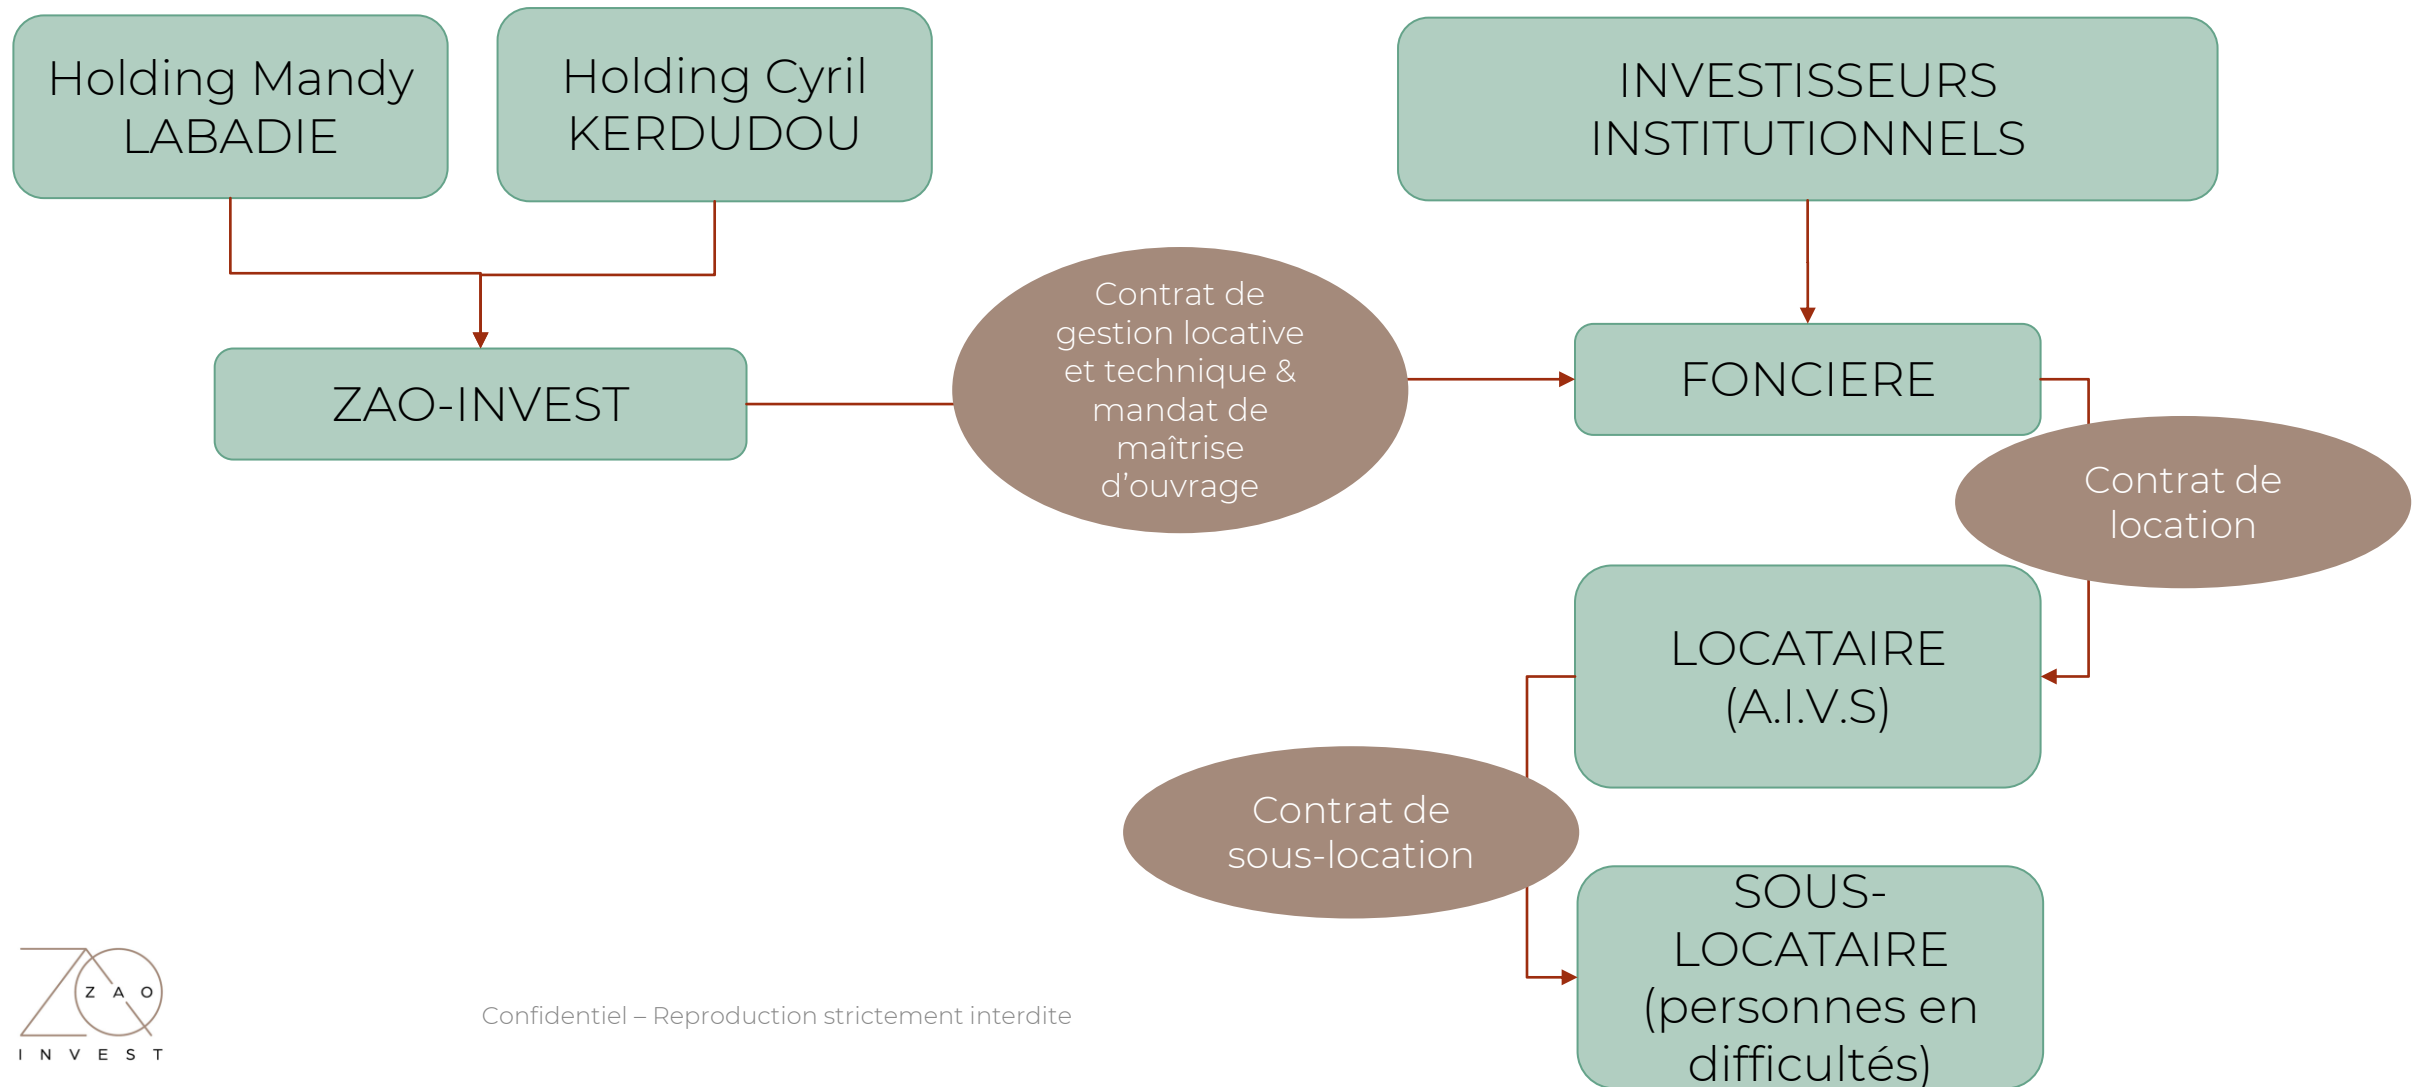 Holding Mandy
LABADIE
Holding Cyril
KERDUDOU
INVESTISSEURS
INSTITUTIONNELS
Contrat de
gestion locative
et technique &
mandat de
maîtrise
d’ouvrage
ZAO-INVEST
FONCIERE
Contrat de
location
LOCATAIRE
(A.I.V.S)
Contrat de
sous-location
SOUS-
LOCATAIRE
(personnes en
difficultés)
ZAO
INVEST
Confidentiel – Reproduction strictement interdite